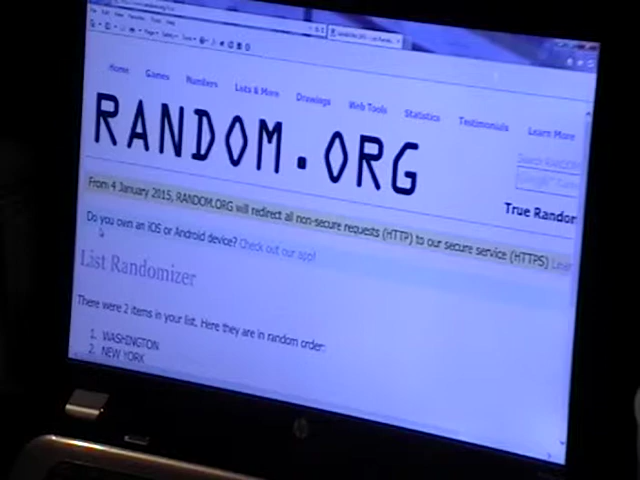 Home Games Numbers Lists & More Drawings Web Tools Statistics Testimonials Learn More
RANDOM.ORG
Search RANDOM
True Random
From 4 January 2015, RANDOM.ORG will redirect all non-secure requests (HTTP) to our secure service (HTTPS)
Do you own an iOS or Android device? Check out our app!
List Randomizer
There were 2 items in your list. Here they are in random order:
1. WASHINGTON
2. NEW YORK